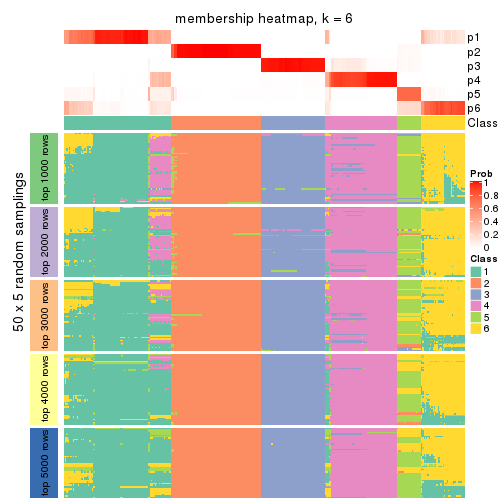 membership heatmap, k = 6
p1
p2
p3
p4
p5
p6
Class
50 x 5 random samplings
top 1000 rows
top 2000 rows
top 3000 rows
top 4000 rows
top 5000 rows
Prob
1
0.8
0.6
0.4
0.2
0
Class
1
2
3
4
5
6